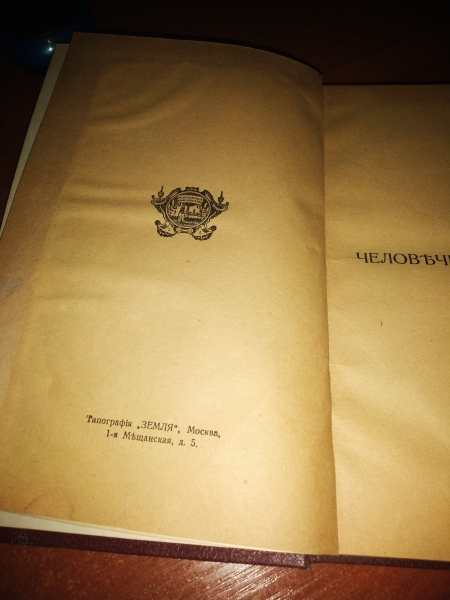 Типографія „ЗЕМЛЯ", Москва,
1-я Мѣщанская, д. 5.
ЧЕЛОВѢЧ